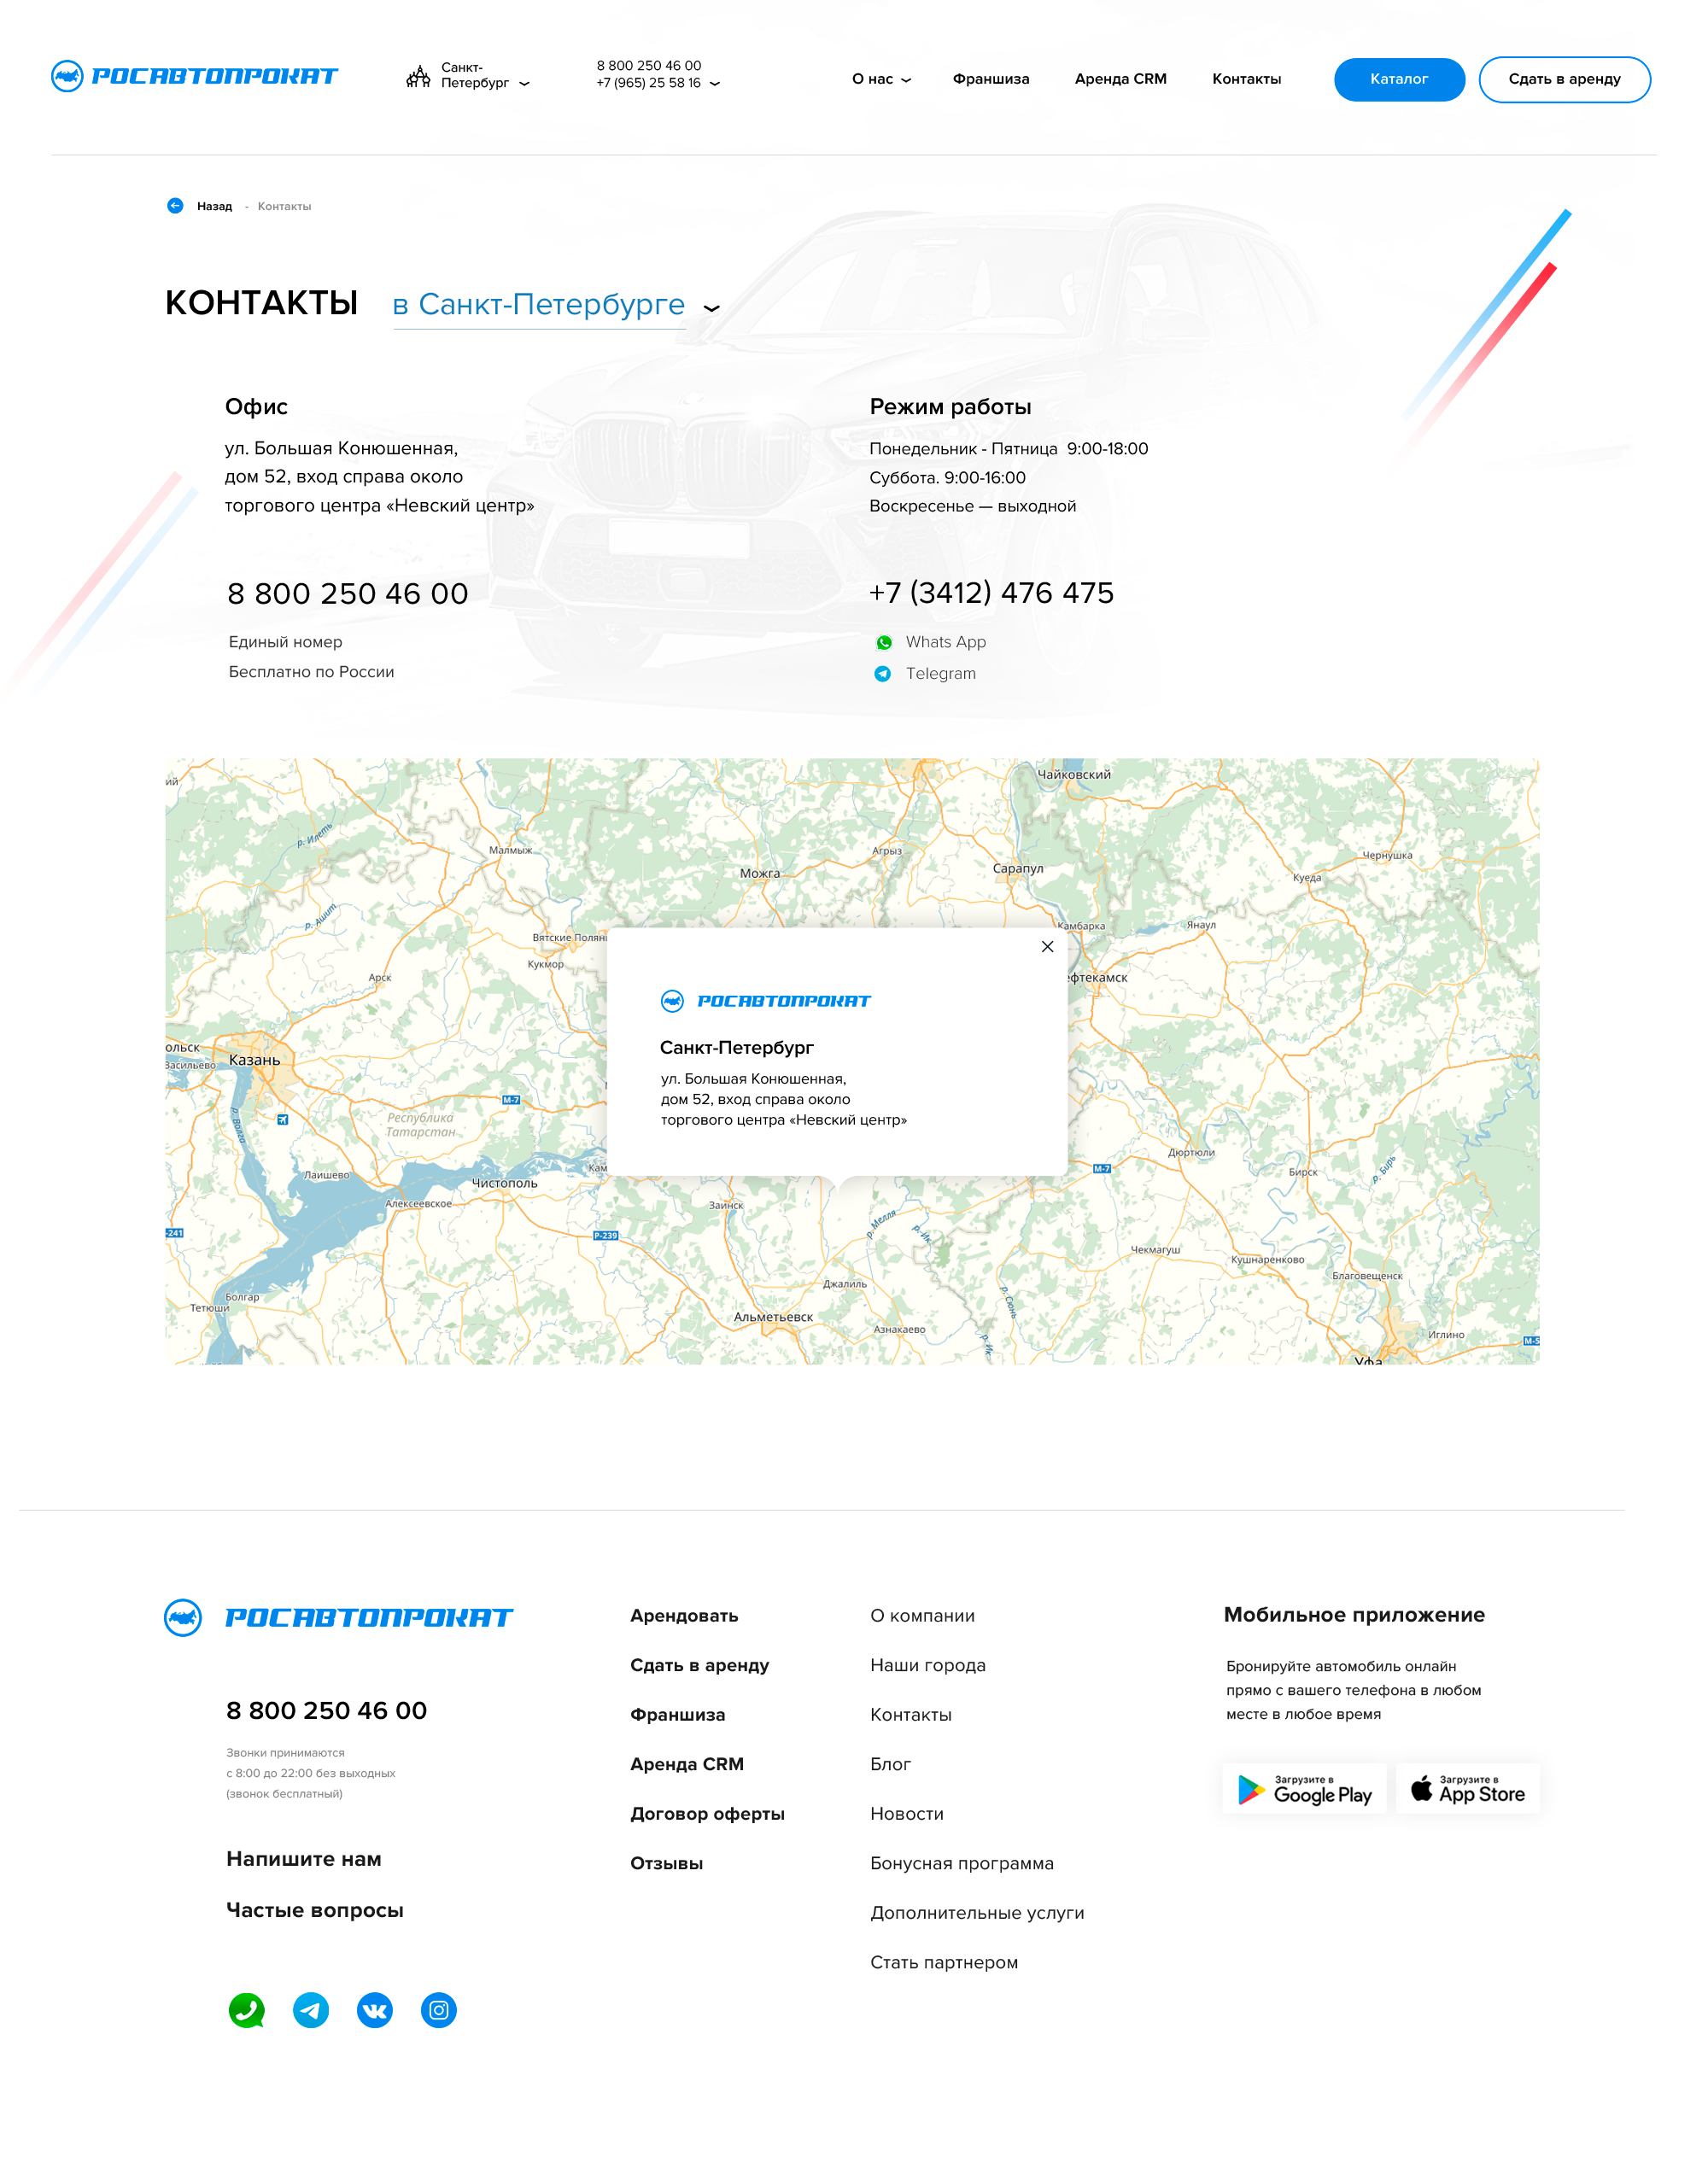 РОСАВТОПРОКАТ
Санкт-
Петербург
8 800 250 46 00
+7 (965) 25 58 16
О нас
Франшиза
Аренда CRM
Контакты
Каталог
Сдать в аренду
Назад - Контакты
КОНТАКТЫ в Санкт-Петербурге
Офис
ул. Большая Конюшенная,
дом 52, вход справа около
торгового центра «Невский центр»
Режим работы
Понедельник - Пятница 9:00-18:00
Суббота. 9:00-16:00
Воскресенье — выходной
8 800 250 46 00
Единый номер
Бесплатно по России
+7 (3412) 476 475
Whats App
Telegram
ий
Чайковский
р. Илеть
Малмыж
Агрыз
Чернушка
Можга
Сарапул
Куеда
р. Ашит
Вятские Полян
Камбарка
Янаул
Кукмор
Арск
ефтекамск
ольск
Казань
Васильево
М-7
р. Волга
Республика
Татарстан
РОСАВТОПРОКАТ
Санкт-Петербург
ул. Большая Конюшенная,
дом 52, вход справа около
торгового центра «Невский центр»
Дюртюли
М-7
Бирск
р. Бирь
Кам
Лаишево
Чистополь
Алексеевское
Заинск
р. Мелля
р. Ик
-241
Р-239
Чекмагуш
Кушнаренково
Благовещенск
Джалиль
Болгар
Тетюши
р. Сюнь
Альметьевск
Азнакаево
р. Ик
Иглино
М-5
Уфа
РОСАВТОПРОКАТ
8 800 250 46 00
Звонки принимаются
с 8:00 до 22:00 без выходных
(звонок бесплатный)
Напишите нам
Частые вопросы
Арендовать
Сдать в аренду
Франшиза
Аренда CRM
Договор оферты
Отзывы
О компании
Наши города
Контакты
Блог
Новости
Бонусная программа
Дополнительные услуги
Стать партнером
Мобильное приложение
Бронируйте автомобиль онлайн
прямо с вашего телефона в любом
месте в любое время
Загрузите в
Google Play
Загрузите в
App Store